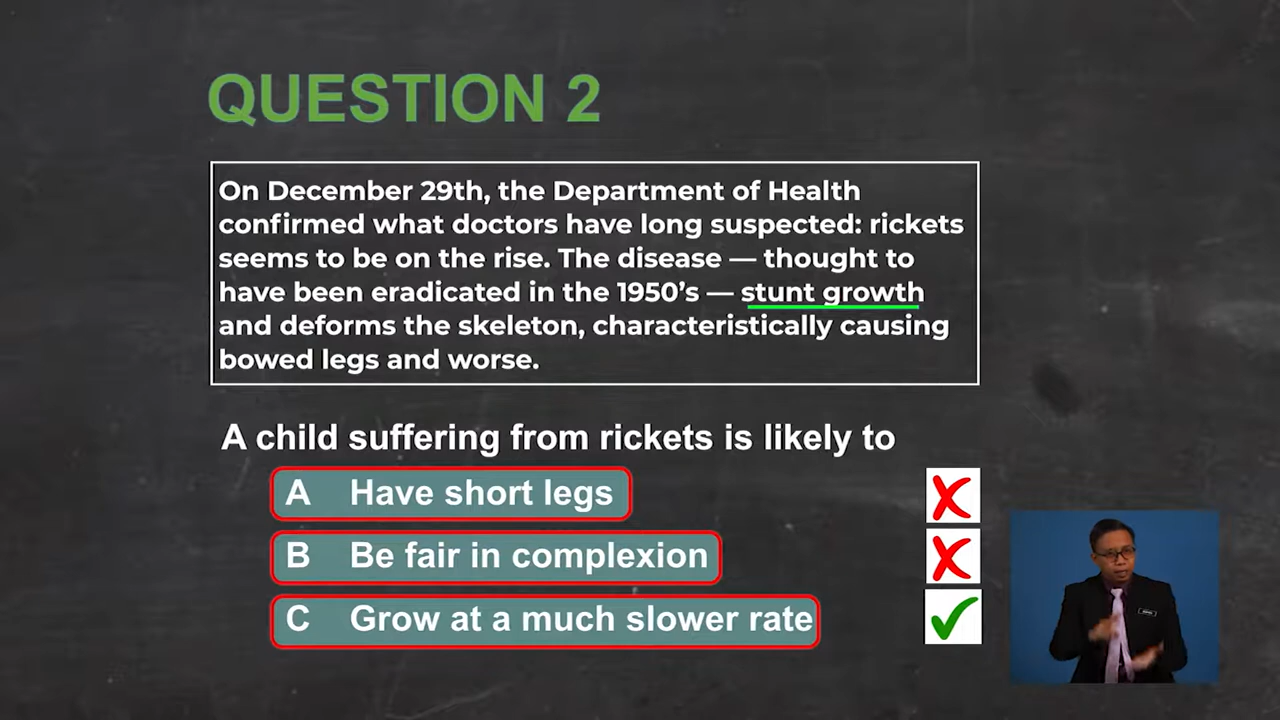 QUESTION 2
On December 29th, the Department of Health
confirmed what doctors have long suspected: rickets
seems to be on the rise. The disease — thought to
have been eradicated in the 1950’s — stunt growth
and deforms the skeleton, characteristically causing
bowed legs and worse.
A child suffering from rickets is likely to
A Have short legs
B Be fair in complexion
C Grow at a much slower rate